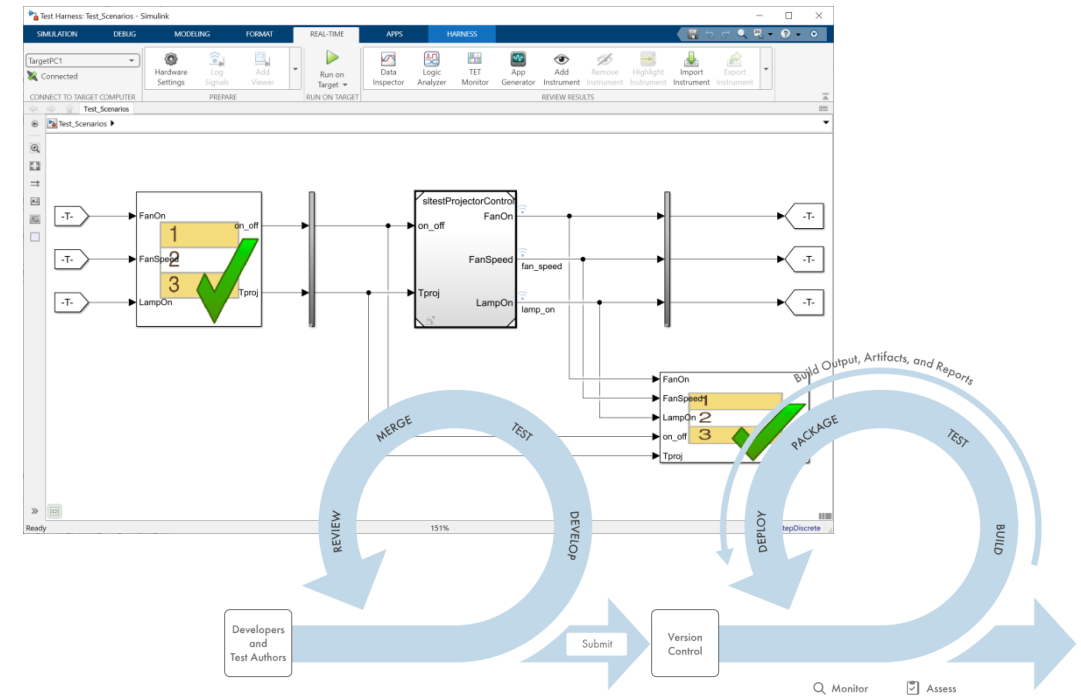 Test Harness: Test_Scenarios - Simulink
SIMULATION DEBUG MODELING FORMAT REAL-TIME APPS HARNESS
TargetPC1
Connected
Hardware Settings
Log Signals
Add Viewer
Run on Target
Data Inspector
Logic Analyzer
TET Monitor
App Generator
Add Instrument
Remove Instrument
Highlight Instrument
Import Instrument
Export Instrument
CONNECT TO TARGET COMPUTER PREPARE RUN ON TARGET REVIEW RESULTS
Test_Scenarios
Test_Scenarios
-T-
-T-
-T-
FanOn
FanSpeed
LampOn
1
2
3
on_off
Tproj
sltestProjectorControl
on_off
Tproj
FanOn
FanSpeed
LampOn
fan_speed
lamp_on
-T-
-T-
-T-
FanOn
FanSpeed
LampOn
on_off
Tproj
1
2
3
Build Output, Artifacts, and Reports
REVIEW
MERGE
TEST
DEVELOP
DEPLOY
PACKAGE
TEST
BUILD
Ready 151% tepDiscrete
Developers
and
Test Authors
Submit
Version
Control
Monitor Assess